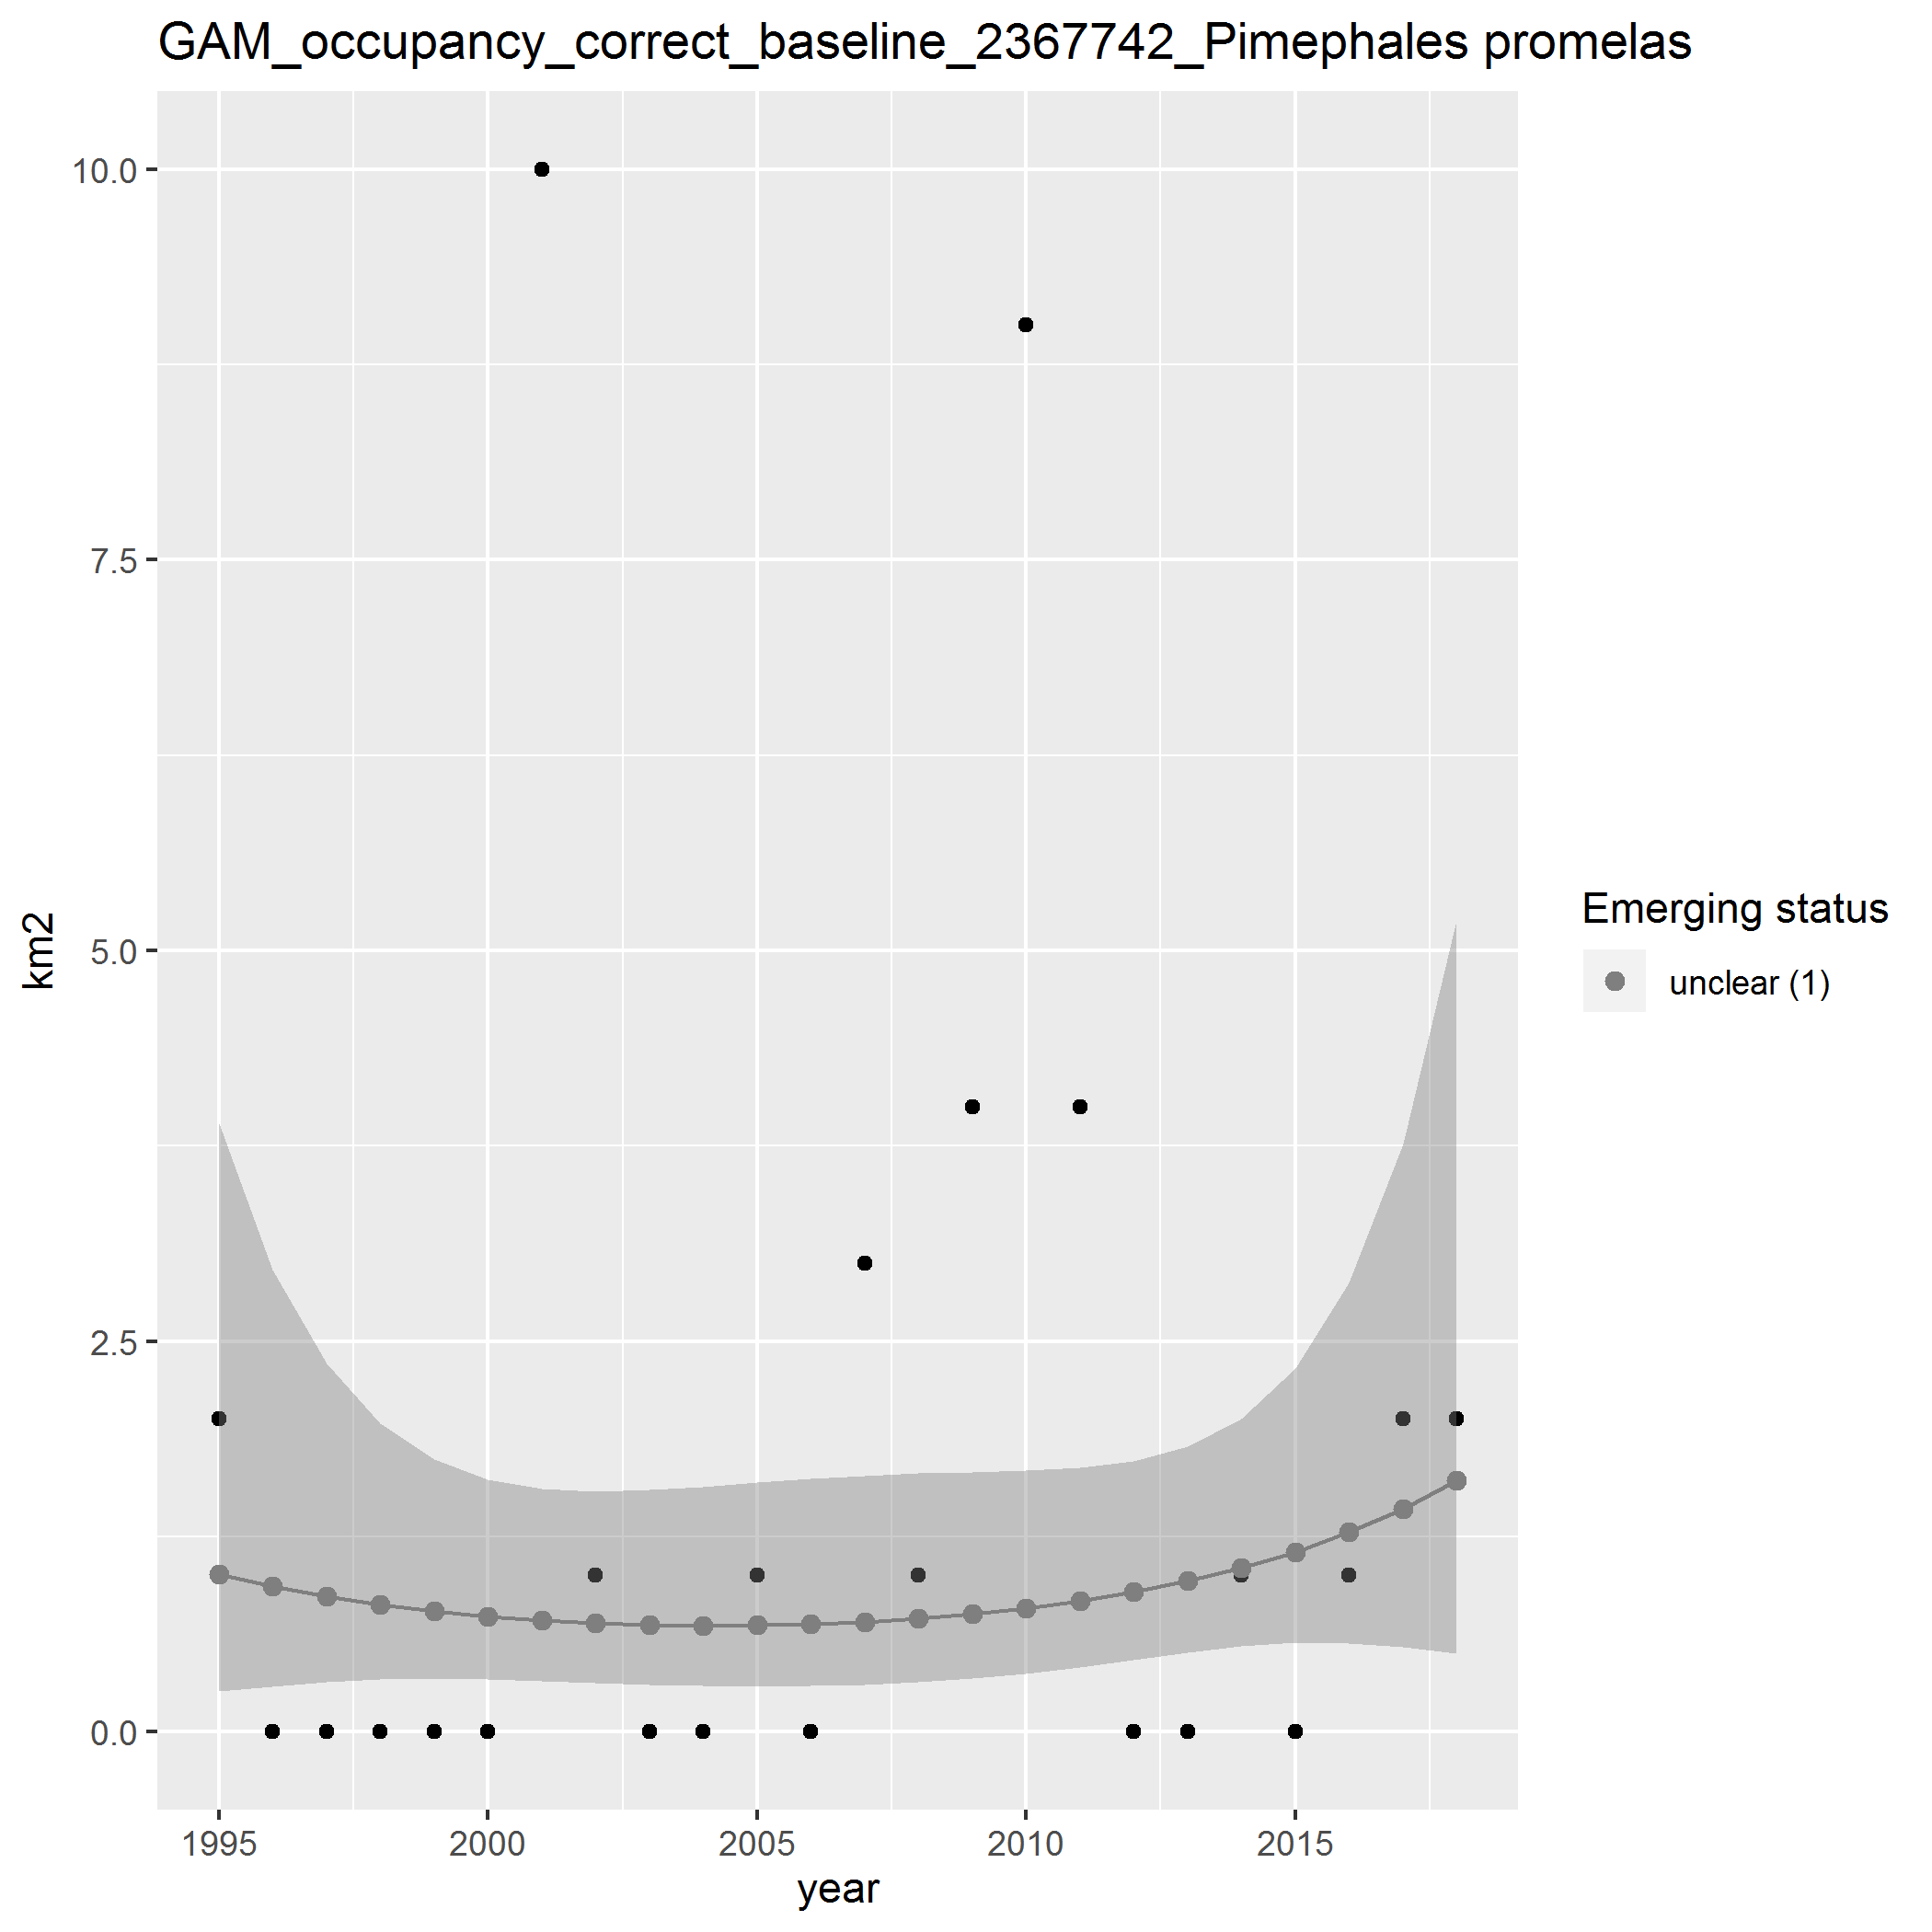 GAM_occupancy_correct_baseline_2367742_Pimephales promelas
10.0
7.5
5.0
2.5
0.0
km2
1995 2000 2005 2010 2015
year
Emerging status
unclear (1)